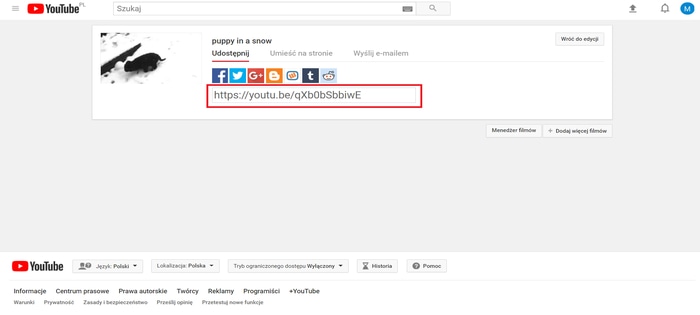 YouTube PL
Szukaj
M
puppy in a snow
Wróć do edycji
Udostępnij Umieść na stronie Wyślij e-mailem
https://youtu.be/qXb0bSbbiwE
Menedżer filmów + Dodaj więcej filmów
YouTube Język: Polski Lokalizacja: Polska Tryb ograniczonego dostępu Wyłączony Historia Pomoc
Informacje Centrum prasowe Prawa autorskie Twórcy Reklamy Programiści +YouTube
Warunki Prywatność Zasady i bezpieczeństwo Prześlij opinię Przetestuj nowe funkcje